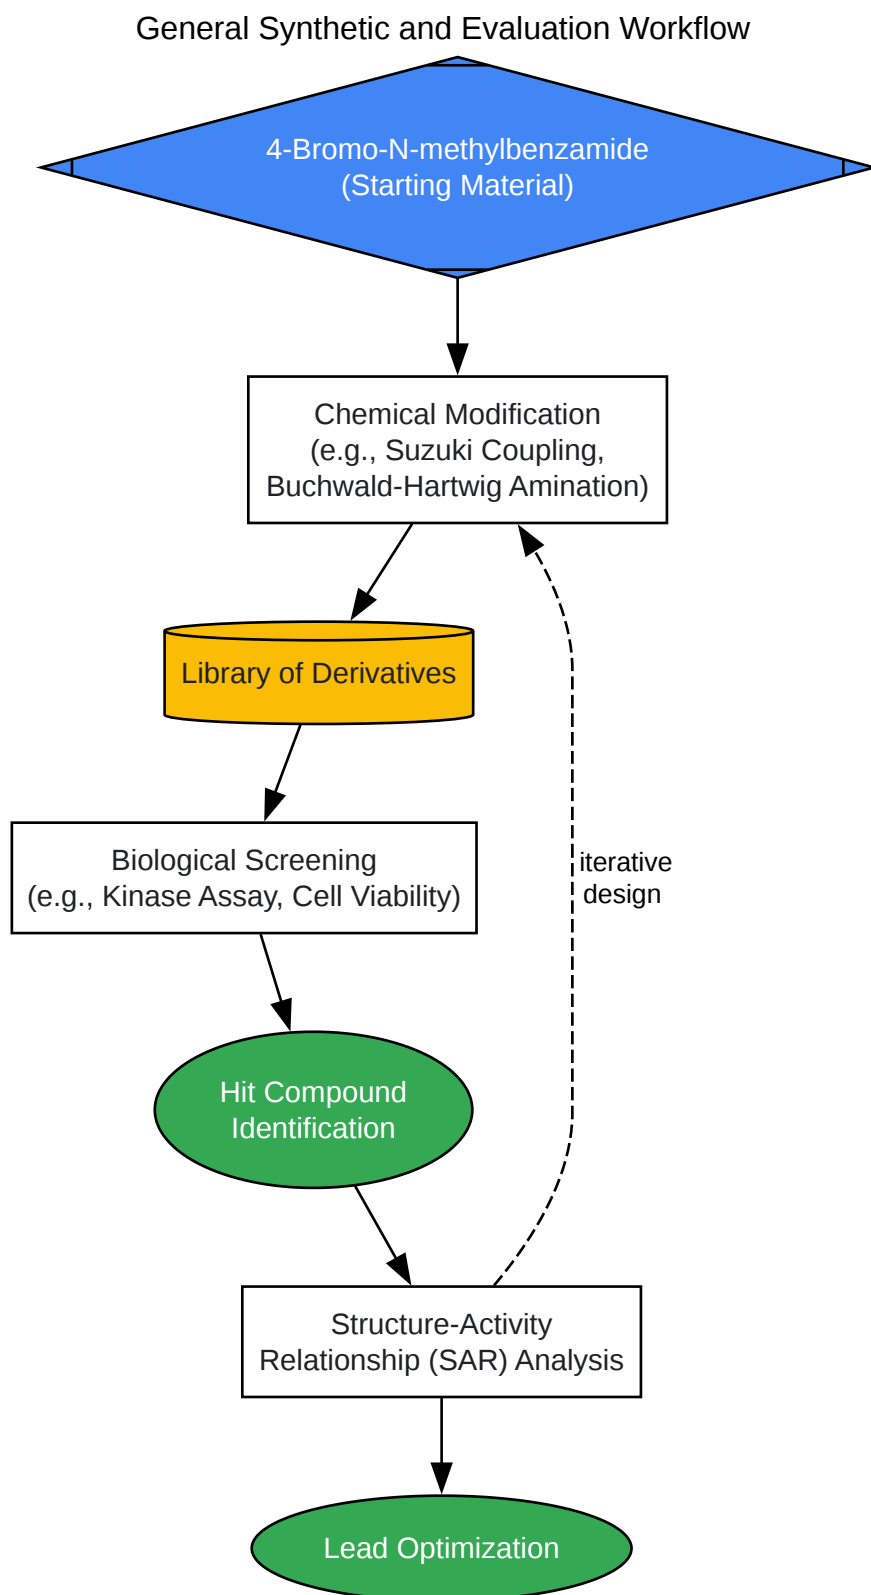 General Synthetic and Evaluation Workflow
4-Bromo-N-methylbenzamide
(Starting Material)
Chemical Modification
(e.g., Suzuki Coupling,
Buchwald-Hartwig Amination)
Library of Derivatives
Biological Screening
(e.g., Kinase Assay, Cell Viability)
iterative
design
Hit Compound
Identification
Structure-Activity
Relationship (SAR) Analysis
Lead Optimization